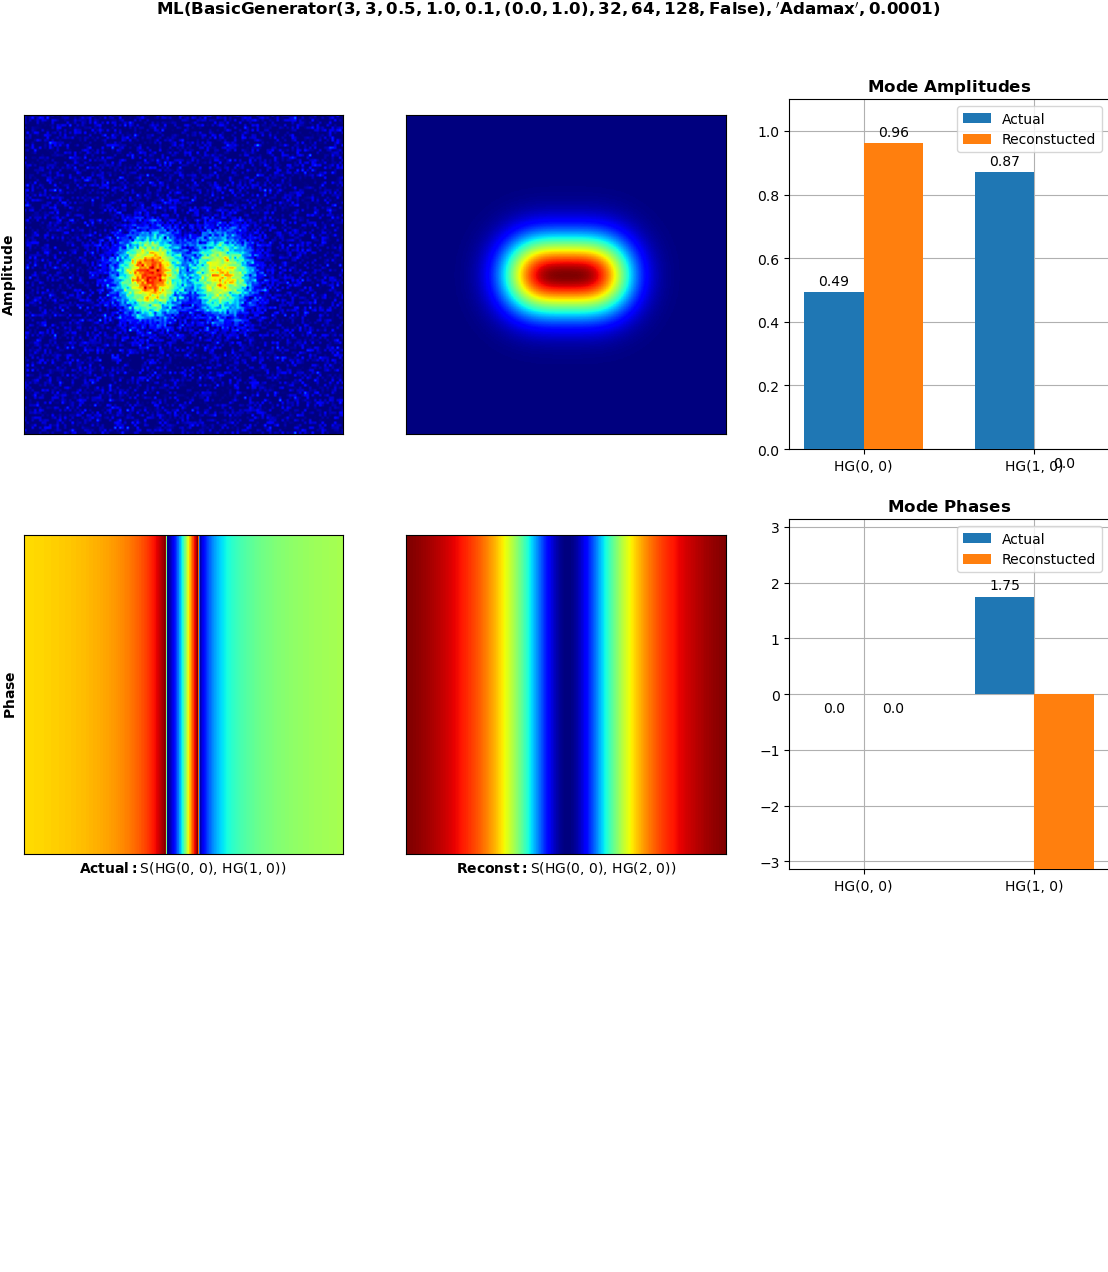 ML(BasicGenerator(3, 3, 0.5, 1.0, 0.1, (0.0, 1.0), 32, 64, 128, False), ′Adamax′, 0.0001)
Mode Amplitudes
Actual
Reconstucted
1.0
0.8
0.6
0.4
0.2
0.0
0.49
0.96
0.87
0.0
HG(0, 0)
HG(1, 0)
Amplitude
Mode Phases
Actual
Reconstucted
3
2
1
0
−1
−2
−3
0.0
0.0
1.75
HG(0, 0)
HG(1, 0)
Phase
Actual: S(HG(0, 0), HG(1, 0))
Reconst: S(HG(0, 0), HG(2, 0))